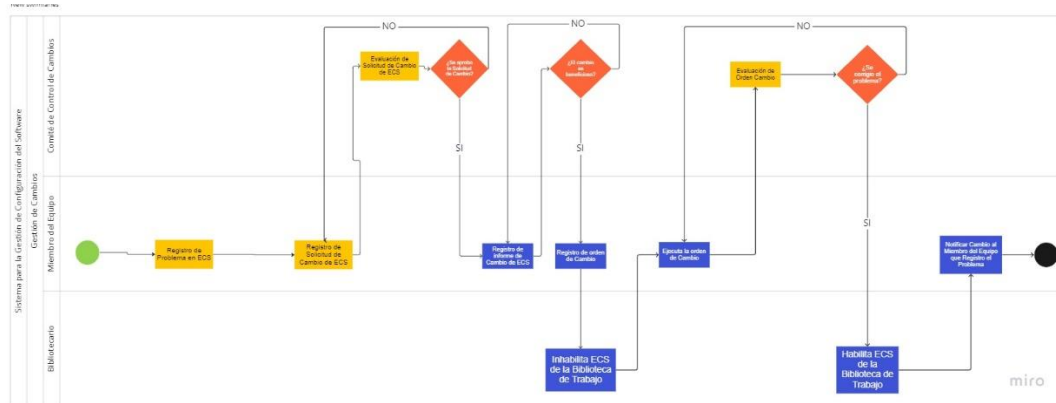 Sistema para la Gestión de Configuración del Software
Gestión de Cambios
Comité de Control de Cambios
Miembro del Equipo
Bibliotecario
NO
NO
NO
Evaluación de
Solicitud de Cambio
de ECS
¿Se aprueba
la Solicitud
de Cambio?
¿El cambio
es
beneficioso?
Evaluación de
Orden Cambio
¿Se
corrigio el
problema?
SI
SI
SI
Registro de
Problema en ECS
Registro de
Solicitud de
Cambio de ECS
Registro de
informe de
Cambio de ECS
Registro de orden
de Cambio
Ejecuta la orden
de Cambio
Notificar Cambio al
Miembro del Equipo
que Registro el
Problema
Inhabilita ECS
de la Biblioteca
de Trabajo
Habilita ECS
de la
Biblioteca de
Trabajo
miro